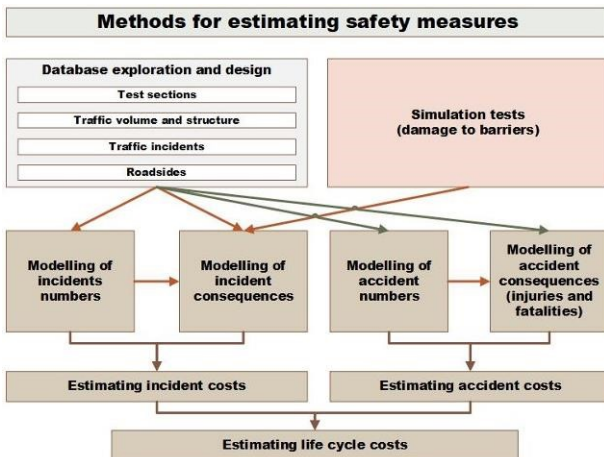 Methods for estimating safety measures
Database exploration and design
Test sections
Traffic volume and structure
Traffic incidents
Roadsides
Simulation tests
(damage to barriers)
Modelling of
incidents
numbers
Modelling of
incident
consequences
Modelling of
accident
numbers
Modelling of
accident
consequences
(injuries and
fatalities)
Estimating incident costs
Estimating accident costs
Estimating life cycle costs